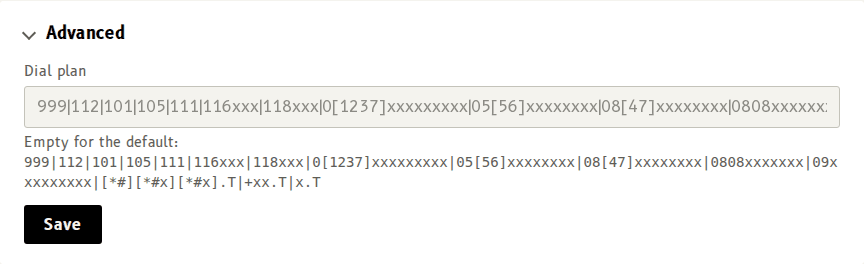 Advanced
Dial plan
999|112|101|105|111|116xxx|118xxx|0[1237]xxxxxxxxx|05[56]xxxxxxxx|08[47]xxxxxxxx|0808xxxxxx
Empty for the default:
999|112|101|105|111|116xxx|118xxx|0[1237]xxxxxxxxx|05[56]xxxxxxxx|08[47]xxxxxxxx|0808xxxxxxx|09x
xxxxxxxx|[*#][*#x][*#x].T|+xx.T|x.T
Save